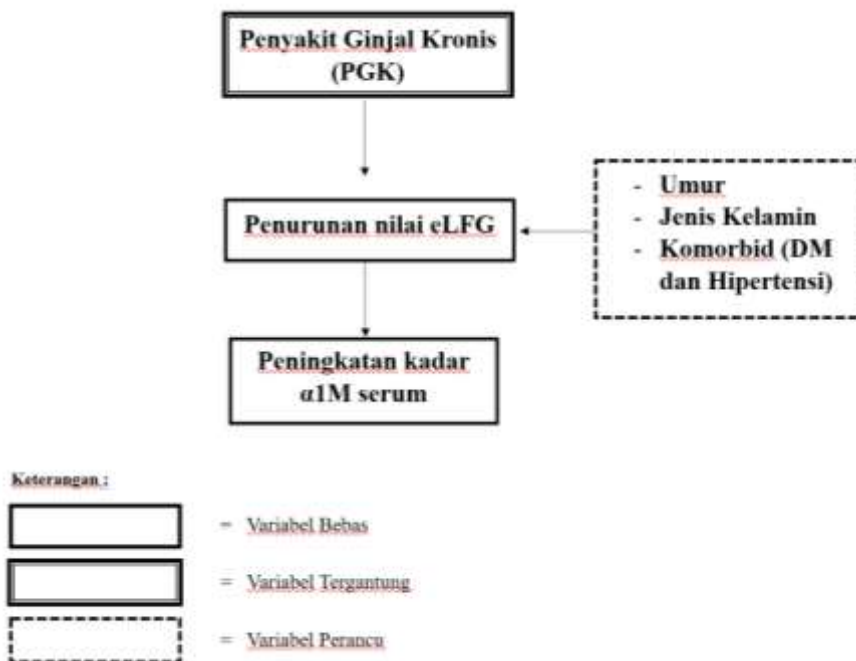 Penyakit Ginjal Kronis
(PGK)
Penurunan nilai eLFG
- Umur
- Jenis Kelamin
- Komorbid (DM
dan Hipertensi)
Peningkatan kadar
α1M serum
Keterangan :
= Variabel Bebas
= Variabel Tergantung
= Variabel Perancu